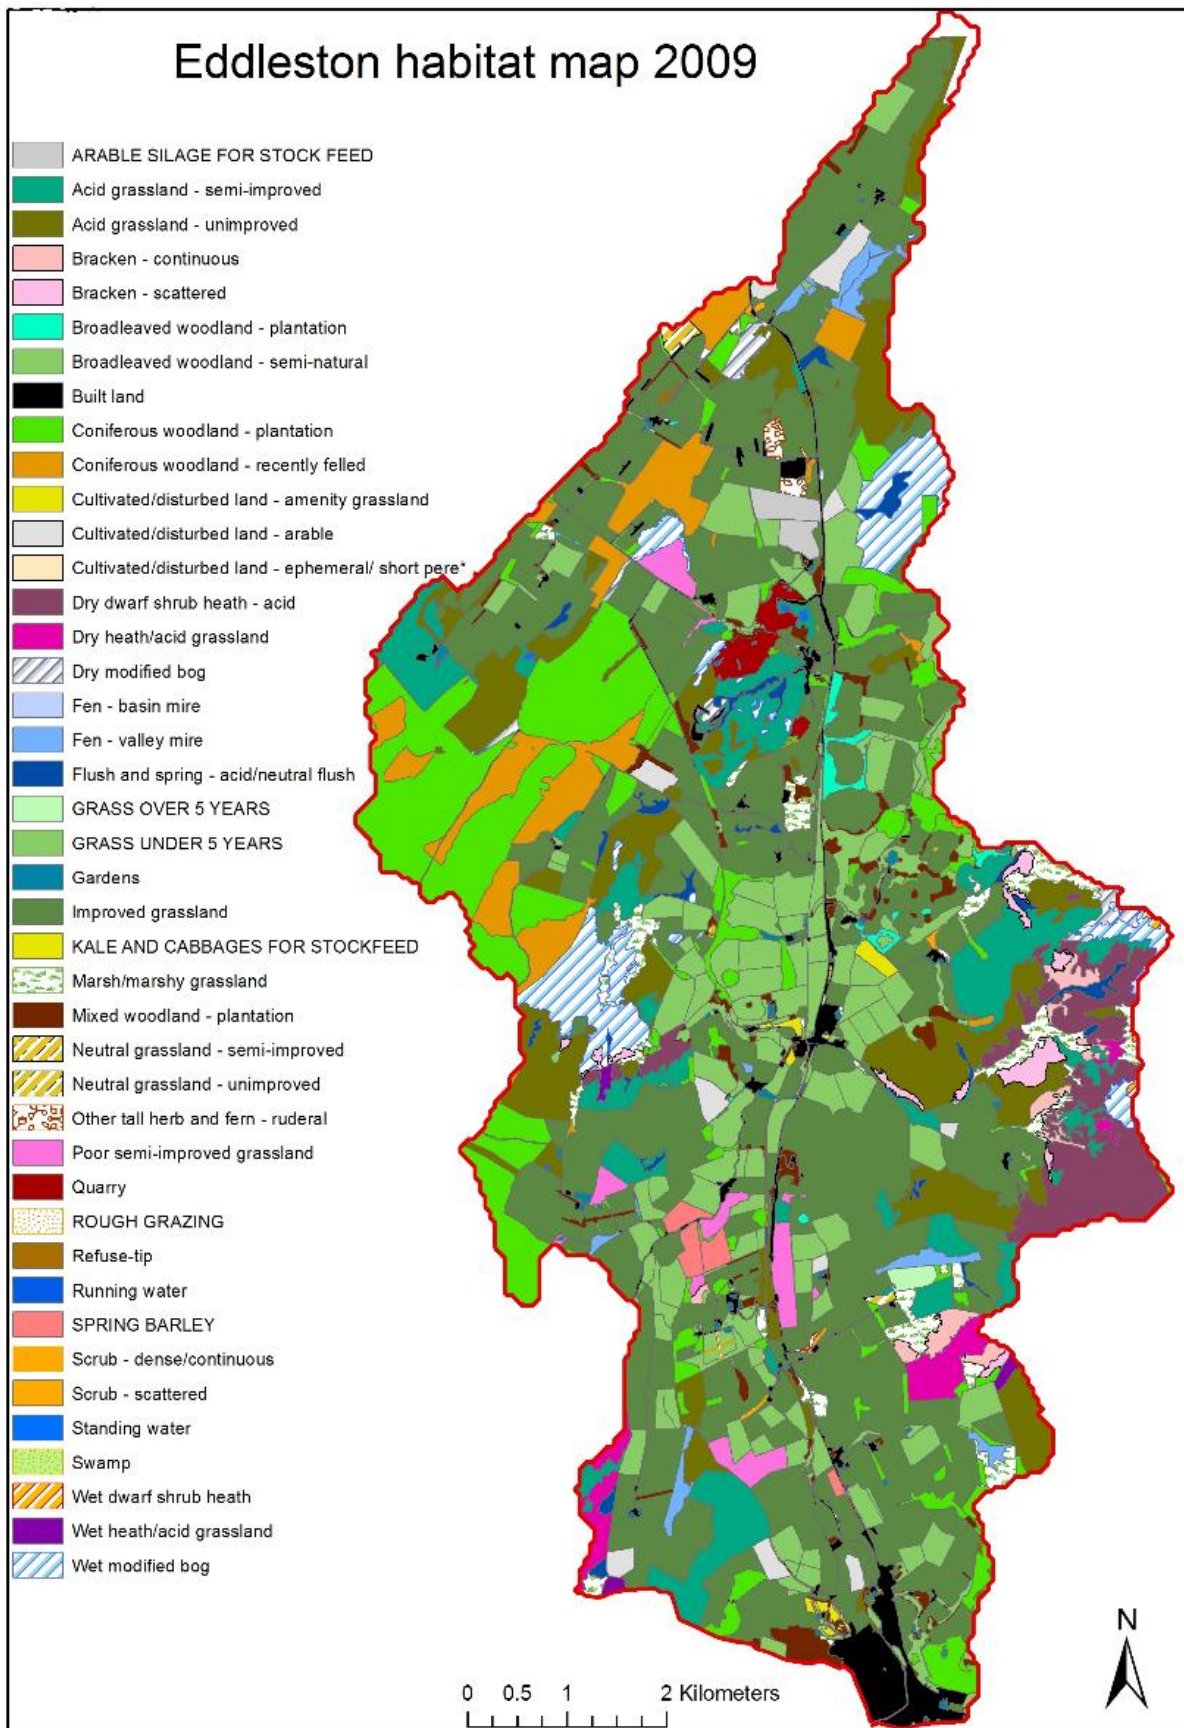 Eddleston habitat map 2009
ARABLE SILAGE FOR STOCK FEED
Acid grassland - semi-improved
Acid grassland - unimproved
Bracken - continuous
Bracken - scattered
Broadleaved woodland - plantation
Broadleaved woodland - semi-natural
Built land
Coniferous woodland - plantation
Coniferous woodland - recently felled
Cultivated/disturbed land - amenity grassland
Cultivated/disturbed land - arable
Cultivated/disturbed land - ephemeral/ short pere*
Dry dwarf shrub heath - acid
Dry heath/acid grassland
Dry modified bog
Fen - basin mire
Fen - valley mire
Flush and spring - acid/neutral flush
GRASS OVER 5 YEARS
GRASS UNDER 5 YEARS
Gardens
Improved grassland
KALE AND CABBAGES FOR STOCKFEED
Marsh/marshy grassland
Mixed woodland - plantation
Neutral grassland - semi-improved
Neutral grassland - unimproved
Other tall herb and fern - ruderal
Poor semi-improved grassland
Quarry
ROUGH GRAZING
Refuse-tip
Running water
SPRING BARLEY
Scrub - dense/continuous
Scrub - scattered
Standing water
Swamp
Wet dwarf shrub heath
Wet heath/acid grassland
Wet modified bog
N
0 0.5 1 2 Kilometers